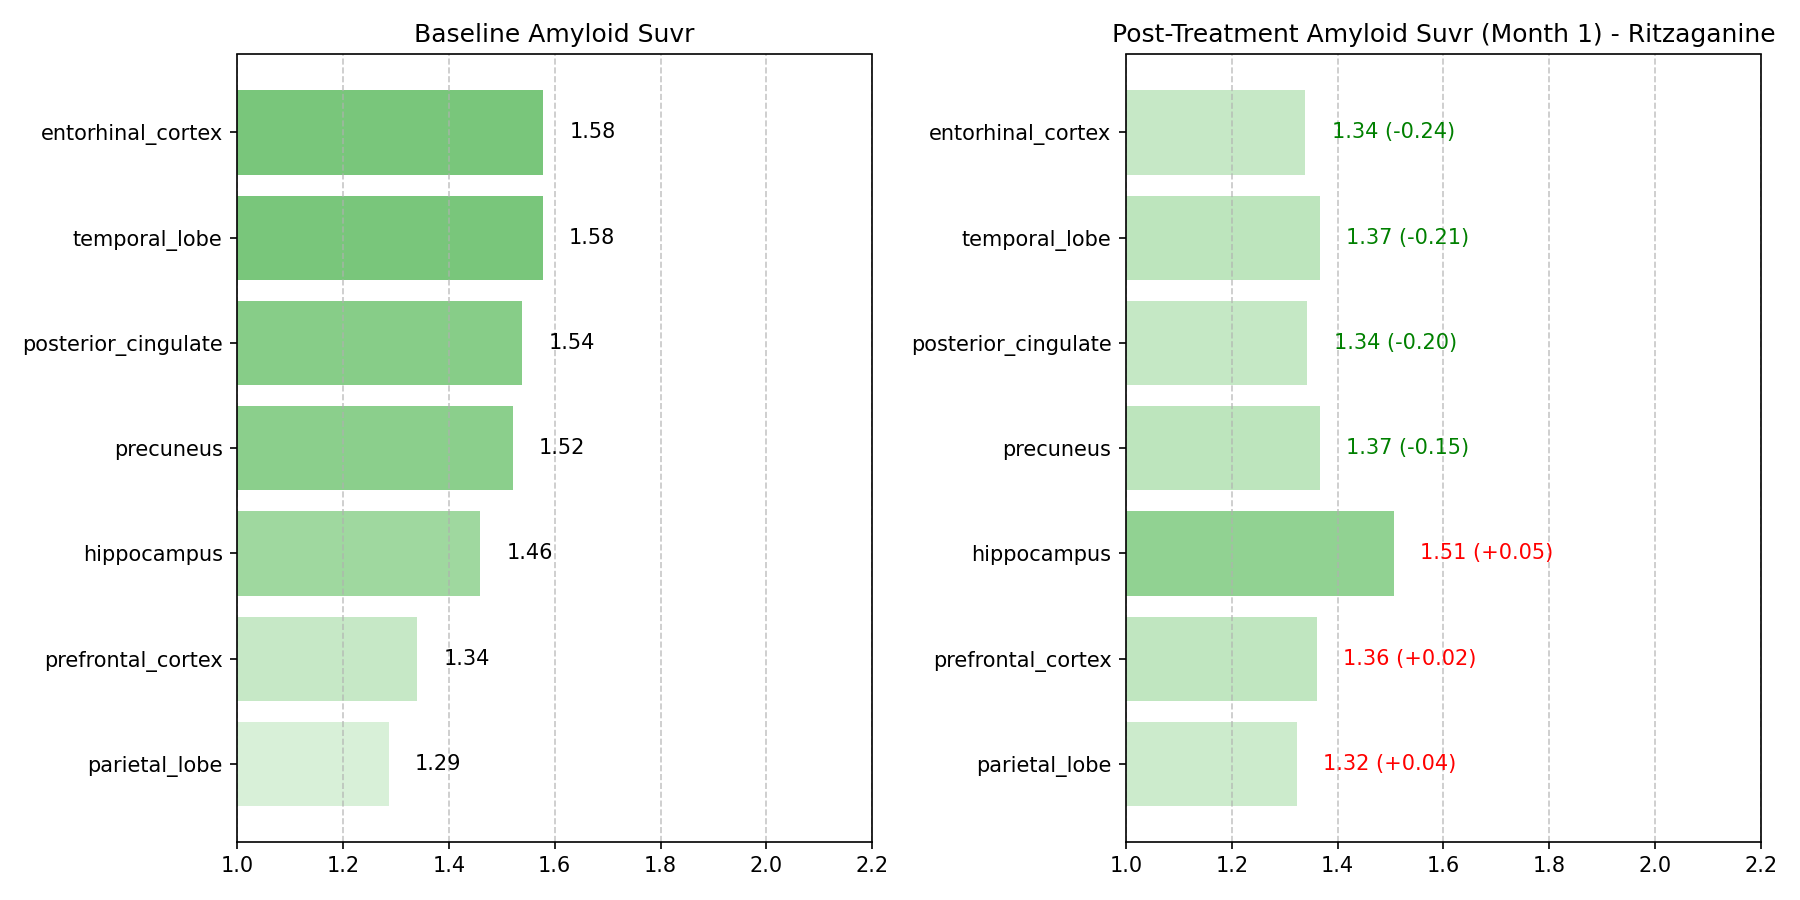 Baseline Amyloid Suvr
entorhinal_cortex 1.58
temporal_lobe 1.58
posterior_cingulate 1.54
precuneus 1.52
hippocampus 1.46
prefrontal_cortex 1.34
parietal_lobe 1.29
1.0 1.2 1.4 1.6 1.8 2.0 2.2
Post-Treatment Amyloid Suvr (Month 1) - Ritzaganine
entorhinal_cortex 1.34 (-0.24)
temporal_lobe 1.37 (-0.21)
posterior_cingulate 1.34 (-0.20)
precuneus 1.37 (-0.15)
hippocampus 1.51 (+0.05)
prefrontal_cortex 1.36 (+0.02)
parietal_lobe 1.32 (+0.04)
1.0 1.2 1.4 1.6 1.8 2.0 2.2